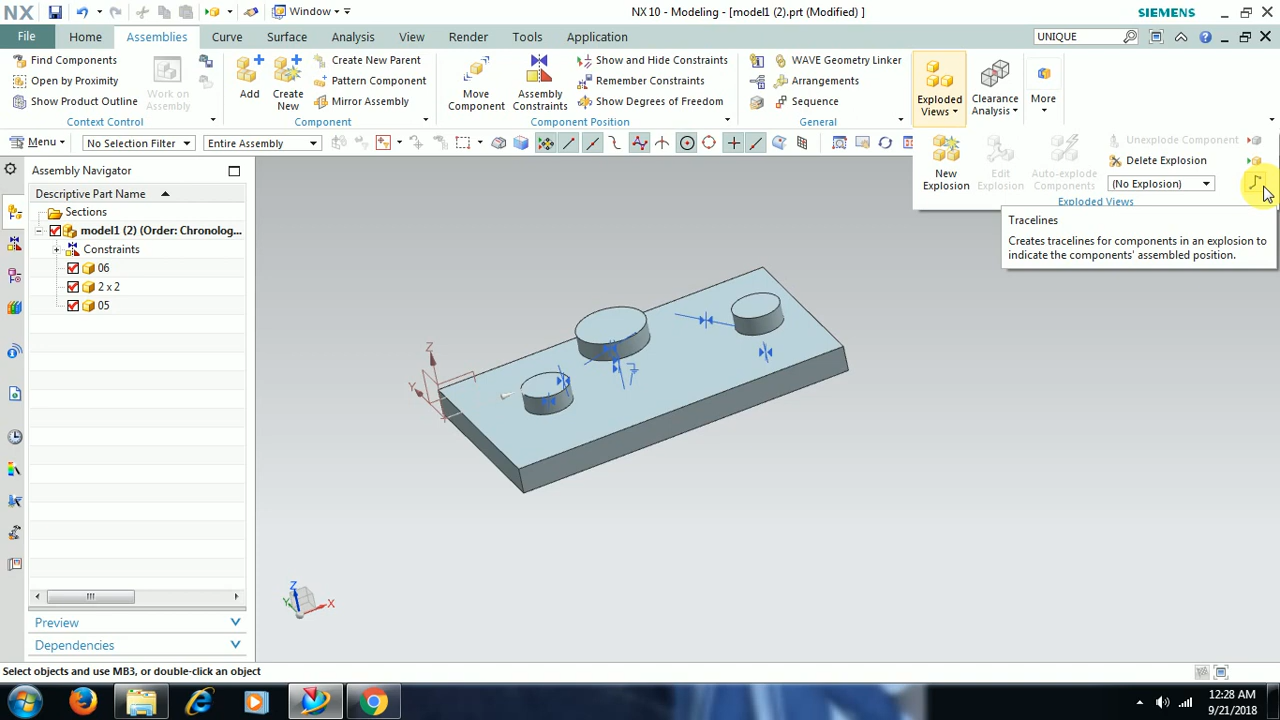 NX
Window
NX 10 - Modeling - [model1 (2).prt (Modified) ]
SIEMENS
File Home Assemblies Curve Surface Analysis View Render Tools Application
UNIQUE
Find Components
Open by Proximity
Show Product Outline
Work on Assembly
Context Control
Add
Create New
Create New Parent
Pattern Component
Mirror Assembly
Component
Move Component
Assembly Constraints
Show and Hide Constraints
Remember Constraints
Show Degrees of Freedom
Component Position
WAVE Geometry Linker
Arrangements
Sequence
General
Exploded Views
Clearance Analysis
More
Menu
No Selection Filter
Entire Assembly
New Explosion
Edit Explosion
Auto-explode Components
Unexplode Component
Delete Explosion
(No Explosion)
Exploded Views
Tracelines
Creates tracelines for components in an explosion to
indicate the components' assembled position.
Assembly Navigator
Descriptive Part Name
Sections
model1 (2) (Order: Chronolog...
Constraints
06
2 x 2
05
Preview
Dependencies
Z
Y
X
Z
Y
X
Select objects and use MB3, or double-click an object
12:28 AM
9/21/2018